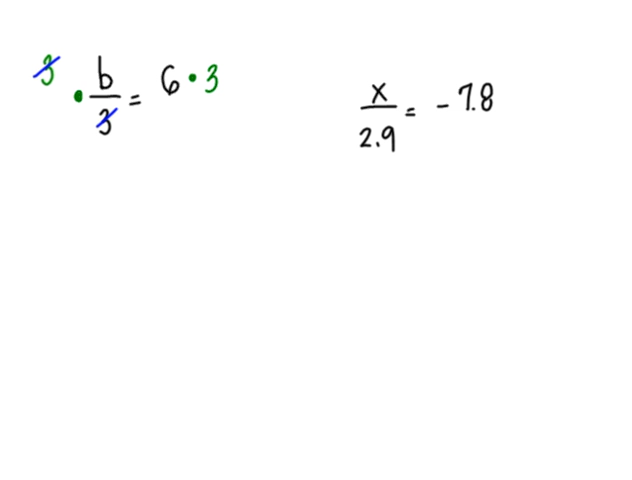 3 · b/3 = 6 · 3
x/2.9 = - 7.8